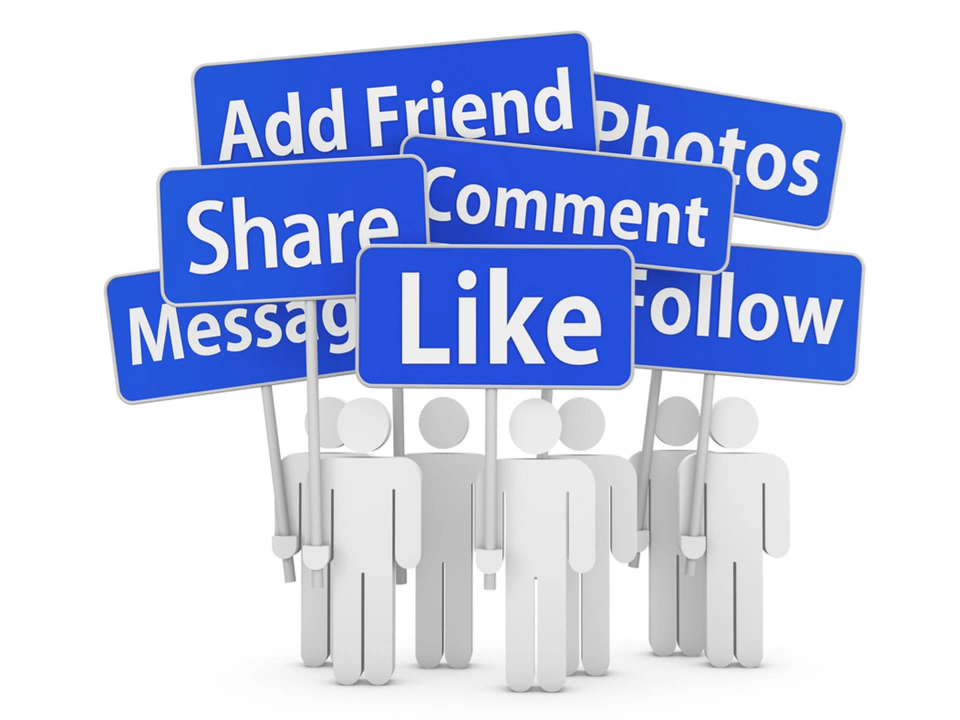 Add Friend
Photos
Comment
Share
Messag
Like
Follow